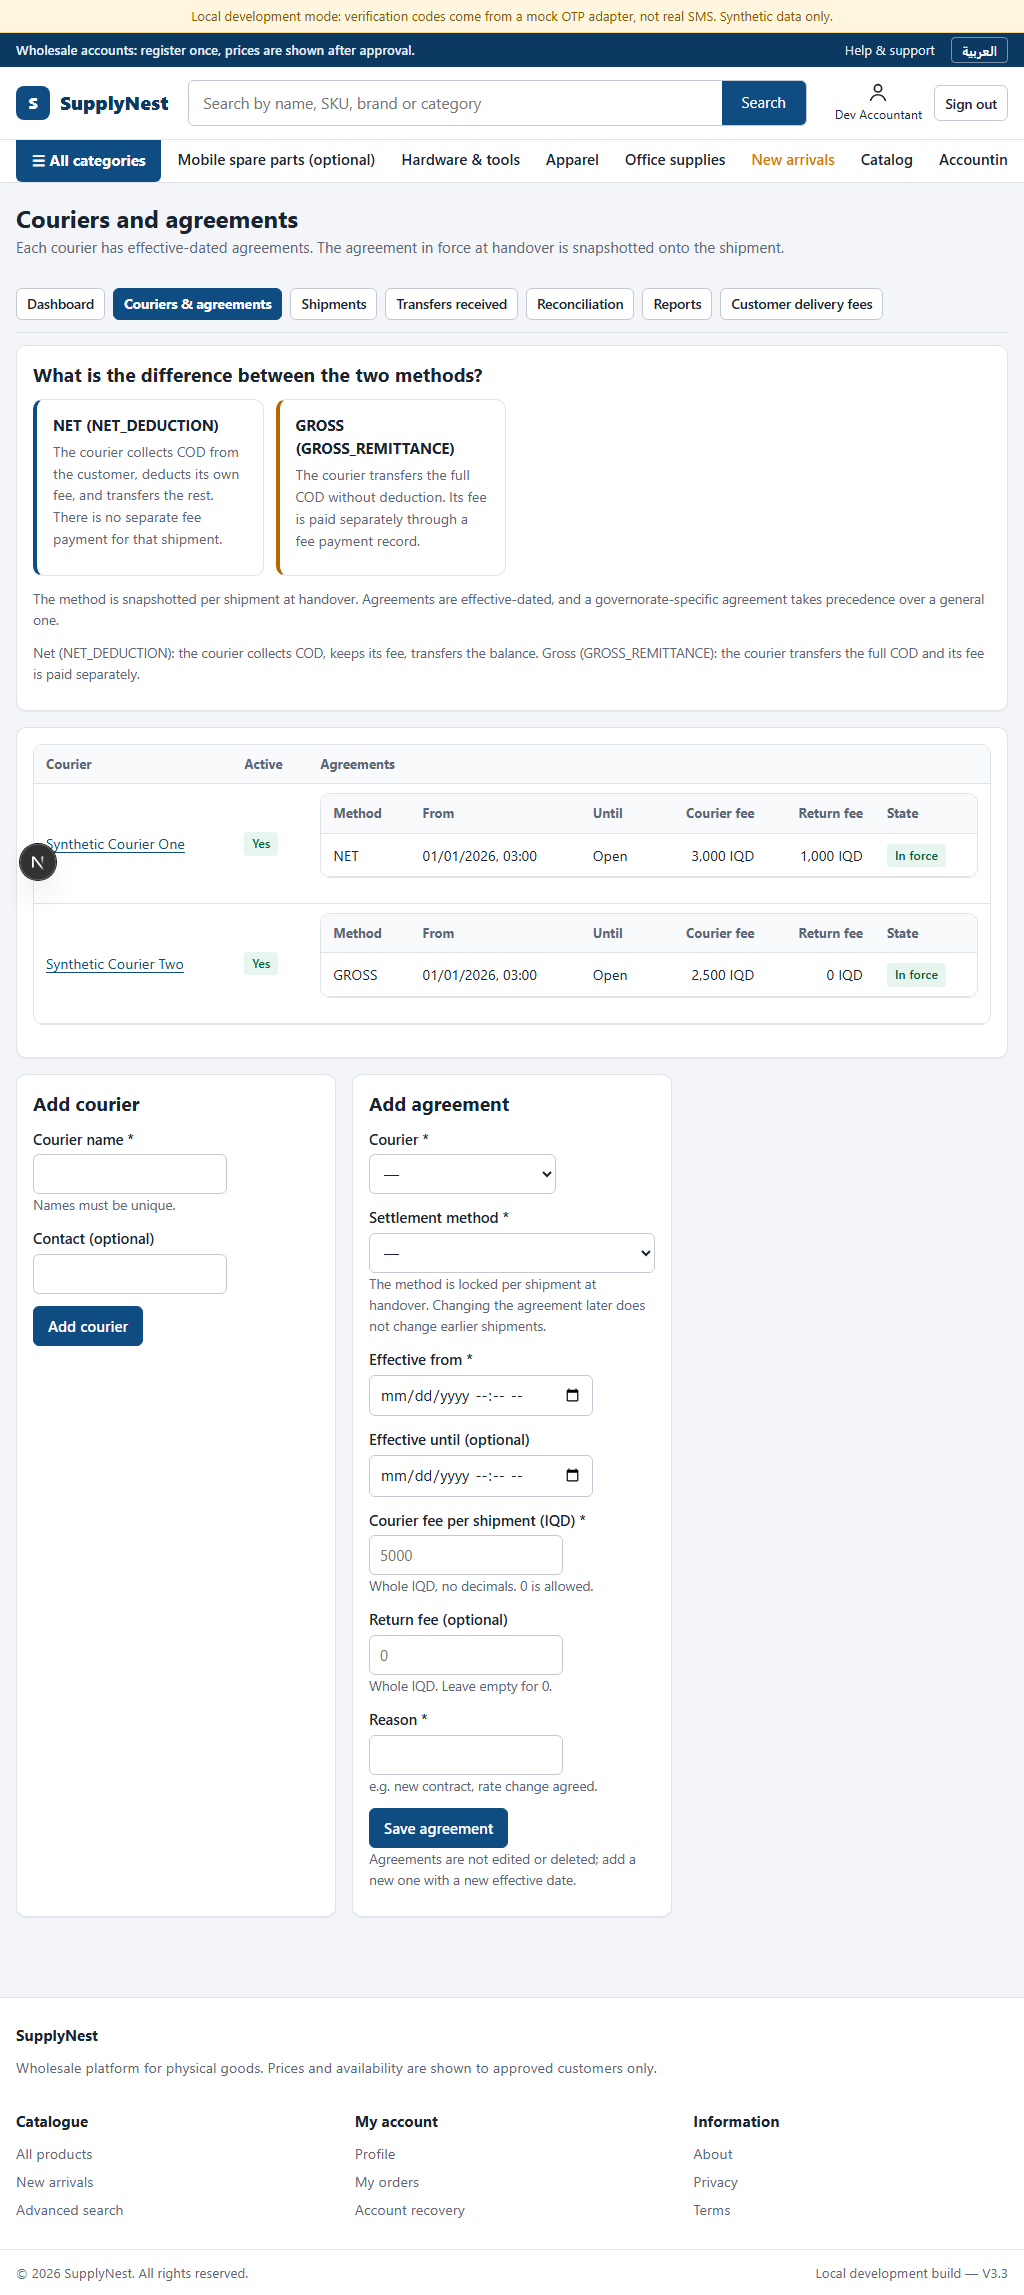 Local development mode: verification codes come from a mock OTP adapter, not real SMS. Synthetic data only.
Wholesale accounts: register once, prices are shown after approval.
Help & support
العربية
S
SupplyNest
Search by name, SKU, brand or category
Search
Dev Accountant
Sign out
☰ All categories
Mobile spare parts (optional)
Hardware & tools
Apparel
Office supplies
New arrivals
Catalog
Accountin
Couriers and agreements
Each courier has effective-dated agreements. The agreement in force at handover is snapshotted onto the shipment.
Dashboard
Couriers & agreements
Shipments
Transfers received
Reconciliation
Reports
Customer delivery fees
What is the difference between the two methods?
NET (NET_DEDUCTION)
The courier collects COD from
the customer, deducts its own
fee, and transfers the rest.
There is no separate fee
payment for that shipment.
GROSS
(GROSS_REMITTANCE)
The courier transfers the full
COD without deduction. Its fee
is paid separately through a
fee payment record.
The method is snapshotted per shipment at handover. Agreements are effective-dated, and a governorate-specific agreement takes precedence over a general
one.
Net (NET_DEDUCTION): the courier collects COD, keeps its fee, transfers the balance. Gross (GROSS_REMITTANCE): the courier transfers the full COD and its fee
is paid separately.
Courier Active Agreements
Method From Until Courier fee Return fee State
Synthetic Courier One Yes
NET 01/01/2026, 03:00 Open 3,000 IQD 1,000 IQD In force
N
Method From Until Courier fee Return fee State
Synthetic Courier Two Yes
GROSS 01/01/2026, 03:00 Open 2,500 IQD 0 IQD In force
Add courier
Courier name *
Names must be unique.
Contact (optional)
Add courier
Add agreement
Courier *
—
Settlement method *
—
The method is locked per shipment at
handover. Changing the agreement later does
not change earlier shipments.
Effective from *
mm/dd/yyyy --:-- --
Effective until (optional)
mm/dd/yyyy --:-- --
Courier fee per shipment (IQD) *
5000
Whole IQD, no decimals. 0 is allowed.
Return fee (optional)
0
Whole IQD. Leave empty for 0.
Reason *
e.g. new contract, rate change agreed.
Save agreement
Agreements are not edited or deleted; add a
new one with a new effective date.
SupplyNest
Wholesale platform for physical goods. Prices and availability are shown to approved customers only.
Catalogue
All products
New arrivals
Advanced search
My account
Profile
My orders
Account recovery
Information
About
Privacy
Terms
© 2026 SupplyNest. All rights reserved.
Local development build — V3.3